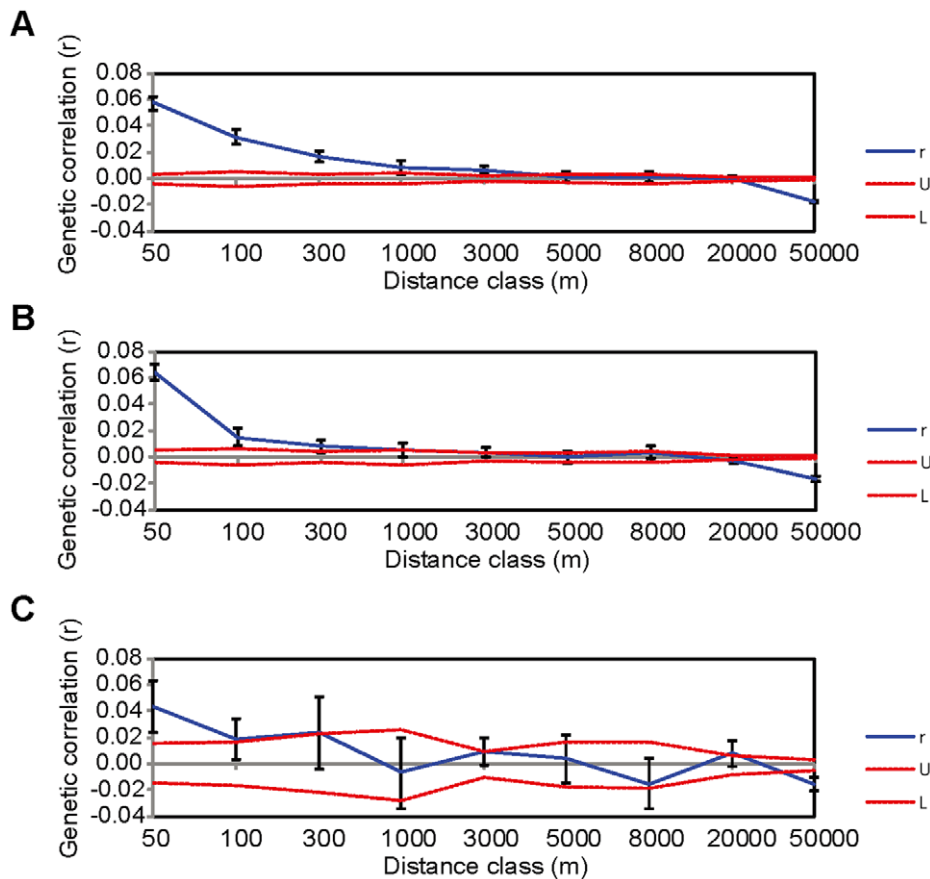 A
Genetic correlation (r)
0.08
0.06
0.04
0.02
0.00
-0.02
-0.04
50 100 300 1000 3000 5000 8000 20000 50000
Distance class (m)
r
U
L
B
Genetic correlation (r)
0.08
0.06
0.04
0.02
0.00
-0.02
-0.04
50 100 300 1000 3000 5000 8000 20000 50000
Distance class (m)
r
U
L
C
Genetic correlation (r)
0.08
0.06
0.04
0.02
0.00
-0.02
-0.04
50 100 300 1000 3000 5000 8000 20000 50000
Distance class (m)
r
U
L